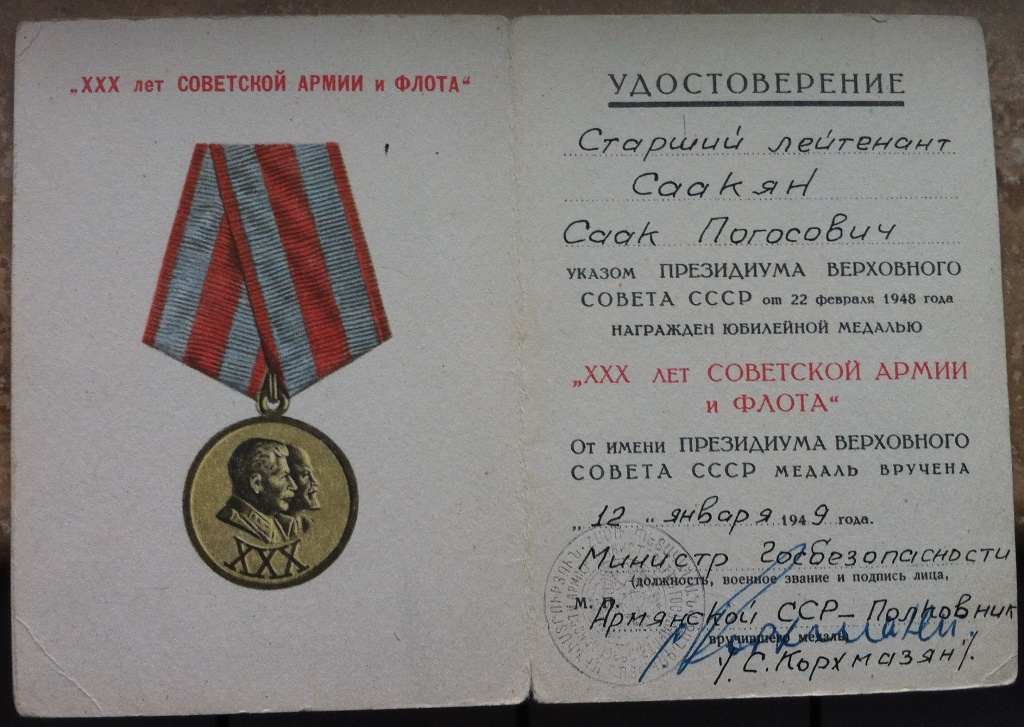 „XXX лет СОВЕТСКОЙ АРМИИ и ФЛОТА“
XXX
УДОСТОВЕРЕНИЕ
Старший лейтенант
Саакян
Саак Погосович
УКАЗОМ ПРЕЗИДИУМА ВЕРХОВНОГО
СОВЕТА СССР от 22 февраля 1948 года
НАГРАЖДЕН ЮБИЛЕЙНОЙ МЕДАЛЬЮ
„XXX ЛЕТ СОВЕТСКОЙ АРМИИ
и ФЛОТА“
От имени ПРЕЗИДИУМА ВЕРХОВНОГО
СОВЕТА СССР МЕДАЛЬ ВРУЧЕНА
„12“ января 1949 года.
Министр Госбезопасности
(должность, военное звание и подпись лица,
М. П.
Армянской ССР – Полковник
вручившего медаль)
/С. Корхмазян/.